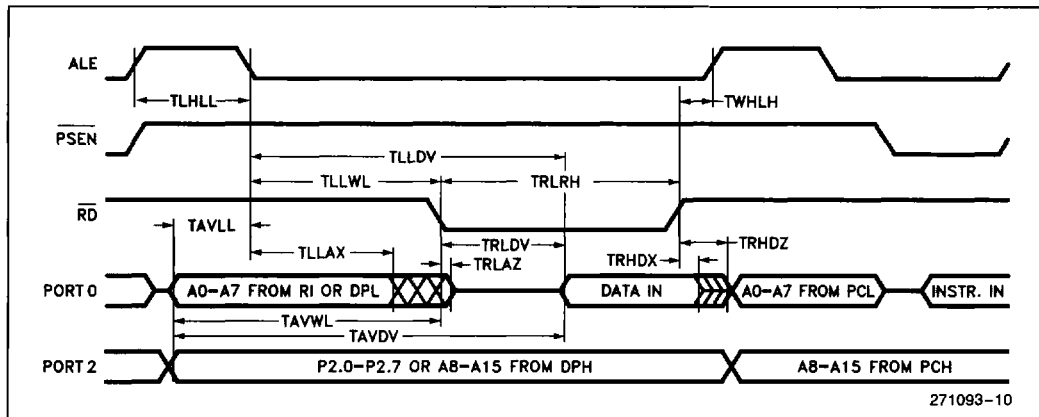 ALE
TLHLL
TWHLH
PSEN
TLLDV
TLLWL
TRLRH
RD
TAVLL
TLLAX
TRLDV
TRLAZ
TRHDX
TRHDZ
PORT 0
A0–A7 FROM RI OR DPL
DATA IN
A0–A7 FROM PCL
INSTR. IN
TAVWL
TAVDV
PORT 2
P2.0–P2.7 OR A8–A15 FROM DPH
A8–A15 FROM PCH
271093–10